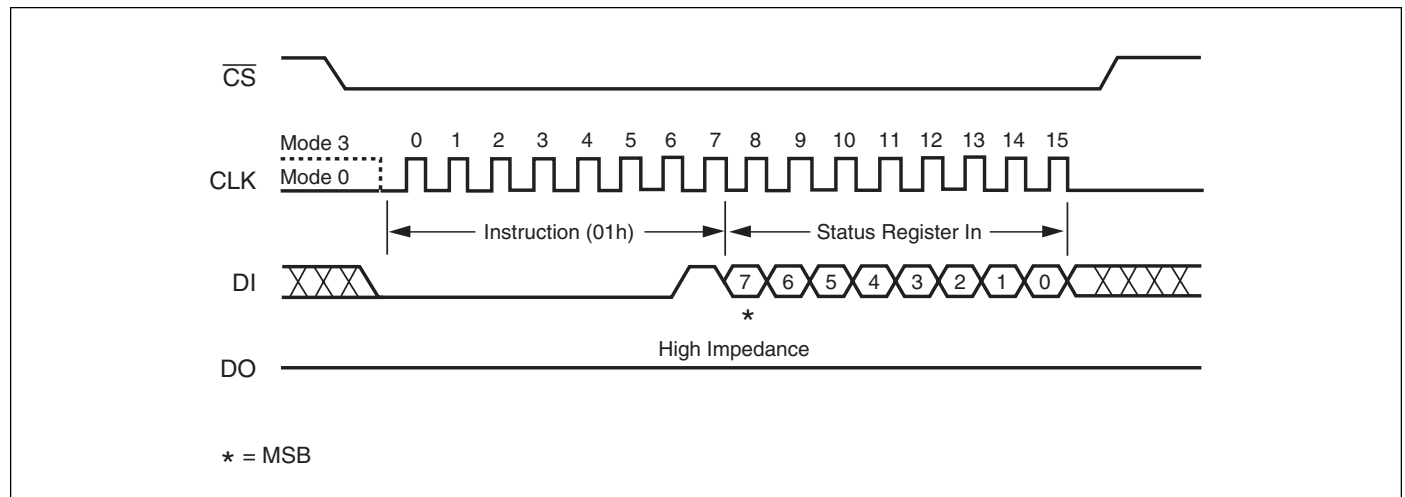 CS
Mode 3
0 1 2 3 4 5 6 7 8 9 10 11 12 13 14 15
CLK
Mode 0
Instruction (01h)
Status Register In
DI
7 6 5 4 3 2 1 0
*
High Impedance
DO
* = MSB